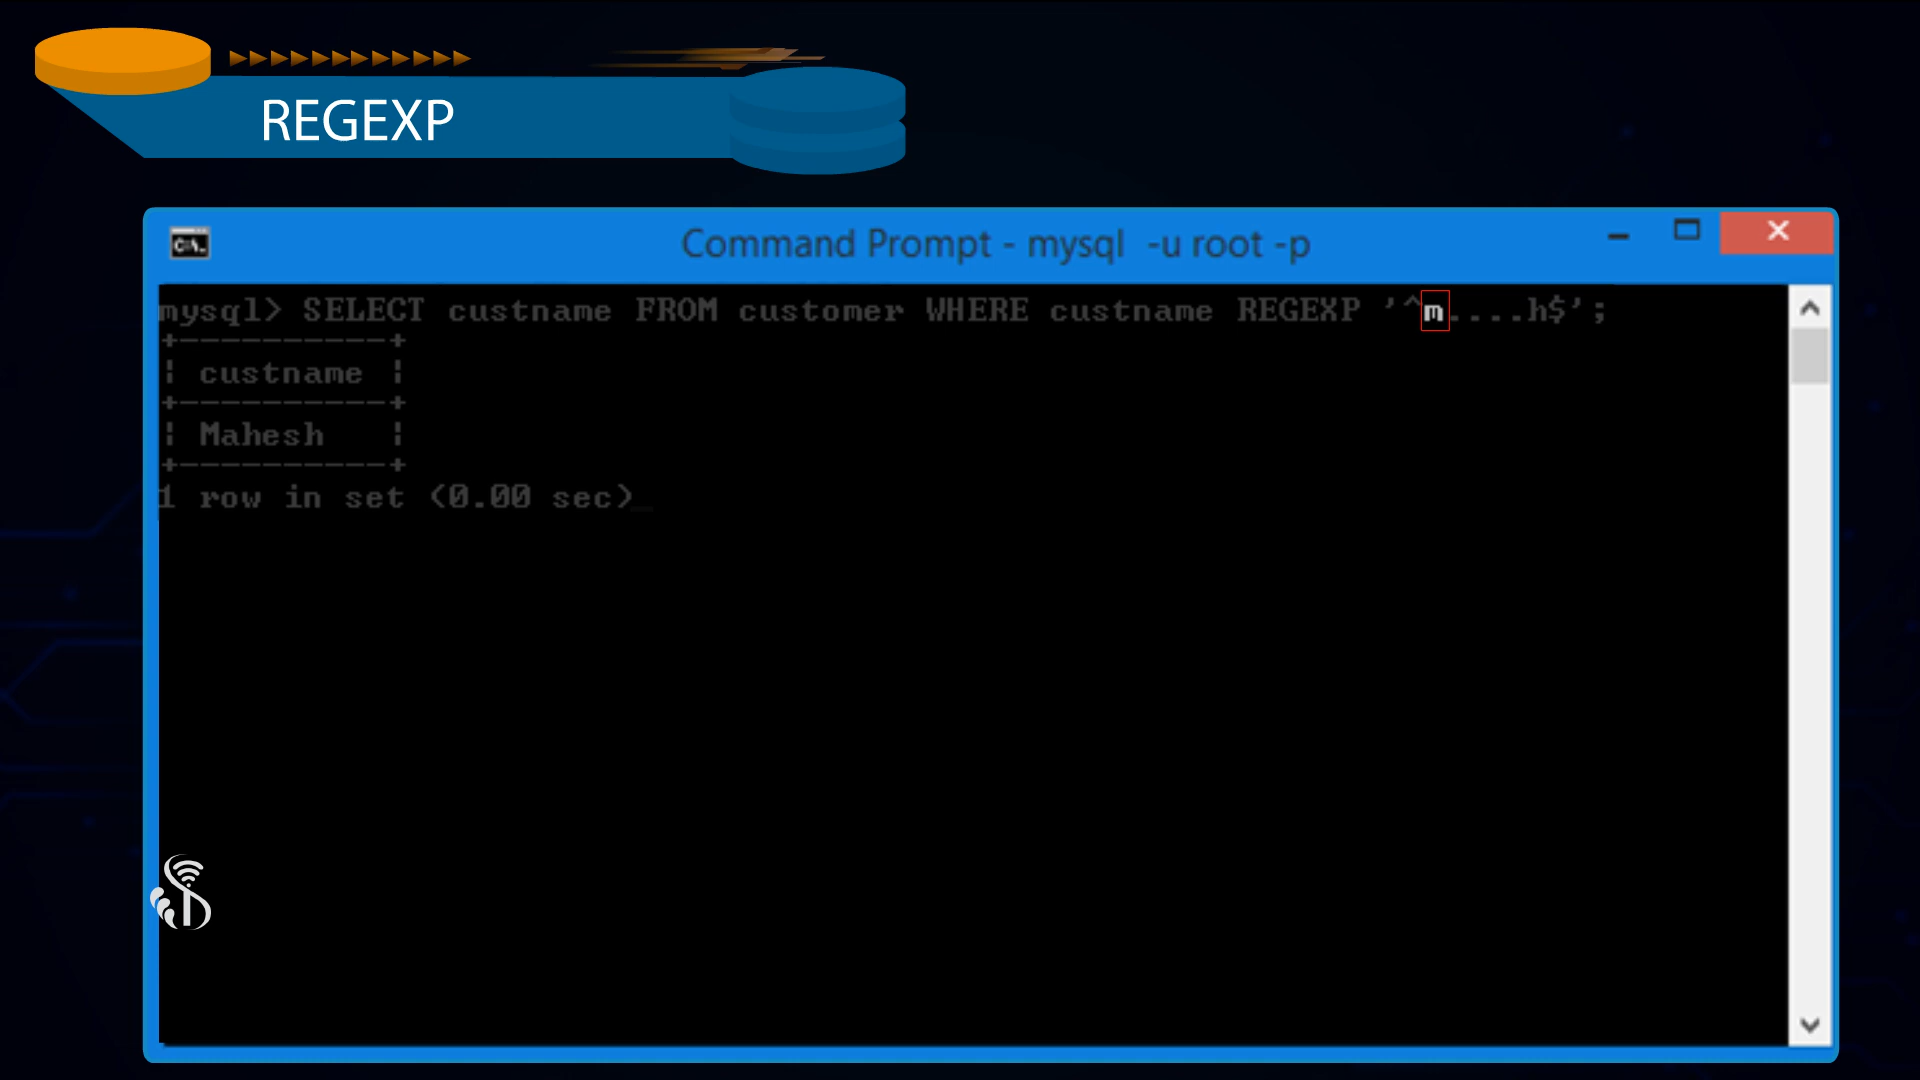 REGEXP
C:\.
Command Prompt - mysql -u root -p
mysql> SELECT custname FROM customer WHERE custname REGEXP '^m....h$';
+----------+
| custname |
+----------+
| Mahesh   |
+----------+
1 row in set (0.00 sec)_